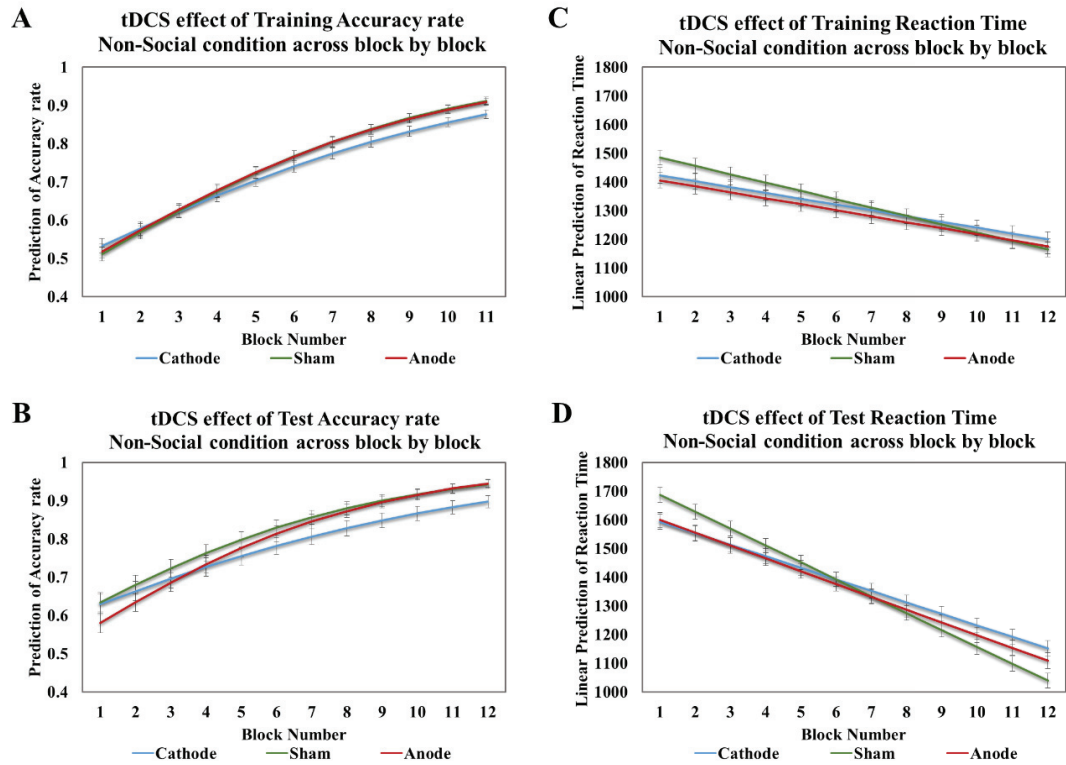 A
tDCS effect of Training Accuracy rate
Non-Social condition across block by block
Prediction of Accuracy rate
1
0.9
0.8
0.7
0.6
0.5
0.4
1 2 3 4 5 6 7 8 9 10 11
Block Number
Cathode Sham Anode
C
tDCS effect of Training Reaction Time
Non-Social condition across block by block
Linear Prediction of Reaction Time
1800
1700
1600
1500
1400
1300
1200
1100
1000
1 2 3 4 5 6 7 8 9 10 11 12
Block Number
Cathode Sham Anode
B
tDCS effect of Test Accuracy rate
Non-Social condition across block by block
Prediction of Accuracy rate
1
0.9
0.8
0.7
0.6
0.5
0.4
1 2 3 4 5 6 7 8 9 10 11 12
Block Number
Cathode Sham Anode
D
tDCS effect of Test Reaction Time
Non-Social condition across block by block
Linear Prediction of Reaction Time
1800
1700
1600
1500
1400
1300
1200
1100
1000
1 2 3 4 5 6 7 8 9 10 11 12
Block Number
Cathode Sham Anode